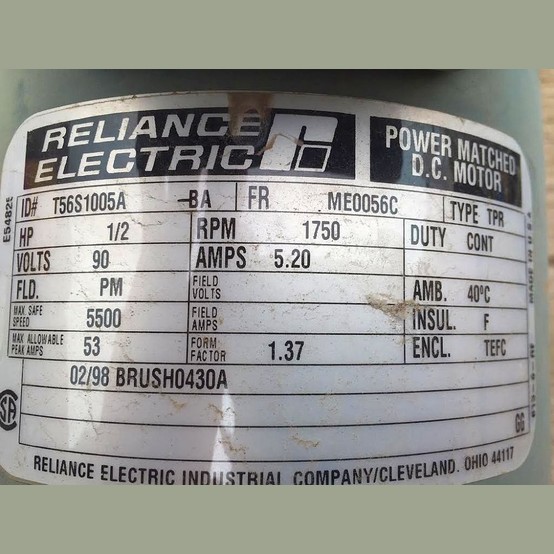 RELIANCE
ELECTRIC
POWER MATCHED
D.C. MOTOR
ID# T56S1005A -BA FR ME0056C TYPE TPR
HP 1/2 RPM 1750 DUTY CONT
VOLTS 90 AMPS 5.20
FLD. PM FIELD VOLTS AMB. 40°C
MAX. SAFE SPEED 5500 FIELD AMPS INSUL. F
MAX. ALLOWABLE PEAK AMPS 53 FORM FACTOR 1.37 ENCL. TEFC
02/98 BRUSH0430A
GG
RELIANCE ELECTRIC INDUSTRIAL COMPANY/CLEVELAND, OHIO 44117
MADE IN U.S.A.